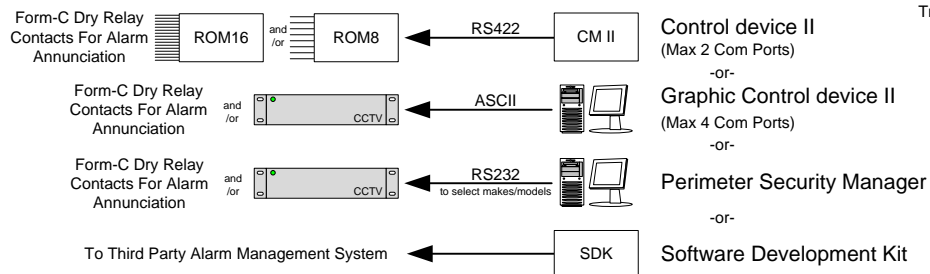 Form-C Dry Relay
Contacts For Alarm
Annunciation
ROM16
and
/or
ROM8
RS422
CM II
Control device II
(Max 2 Com Ports)
-or-
Form-C Dry Relay
Contacts For Alarm
Annunciation
and
/or
CCTV
ASCII
Graphic Control device II
(Max 4 Com Ports)
-or-
Form-C Dry Relay
Contacts For Alarm
Annunciation
and
/or
CCTV
RS232
to select makes/models
Perimeter Security Manager
-or-
To Third Party Alarm Management System
SDK
Software Development Kit